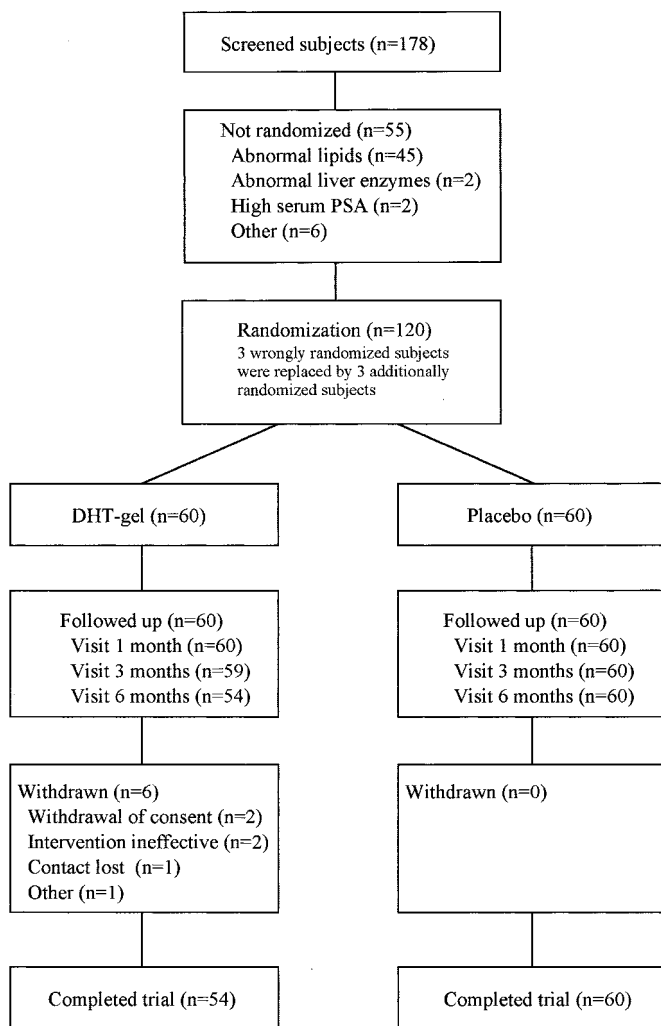 Screened subjects (n=178)
Not randomized (n=55)
Abnormal lipids (n=45)
Abnormal liver enzymes (n=2)
High serum PSA (n=2)
Other (n=6)
Randomization (n=120)
3 wrongly randomized subjects
were replaced by 3 additionally
randomized subjects
DHT-gel (n=60)
Placebo (n=60)
Followed up (n=60)
Visit 1 month (n=60)
Visit 3 months (n=59)
Visit 6 months (n=54)
Followed up (n=60)
Visit 1 month (n=60)
Visit 3 months (n=60)
Visit 6 months (n=60)
Withdrawn (n=6)
Withdrawal of consent (n=2)
Intervention ineffective (n=2)
Contact lost (n=1)
Other (n=1)
Withdrawn (n=0)
Completed trial (n=54)
Completed trial (n=60)